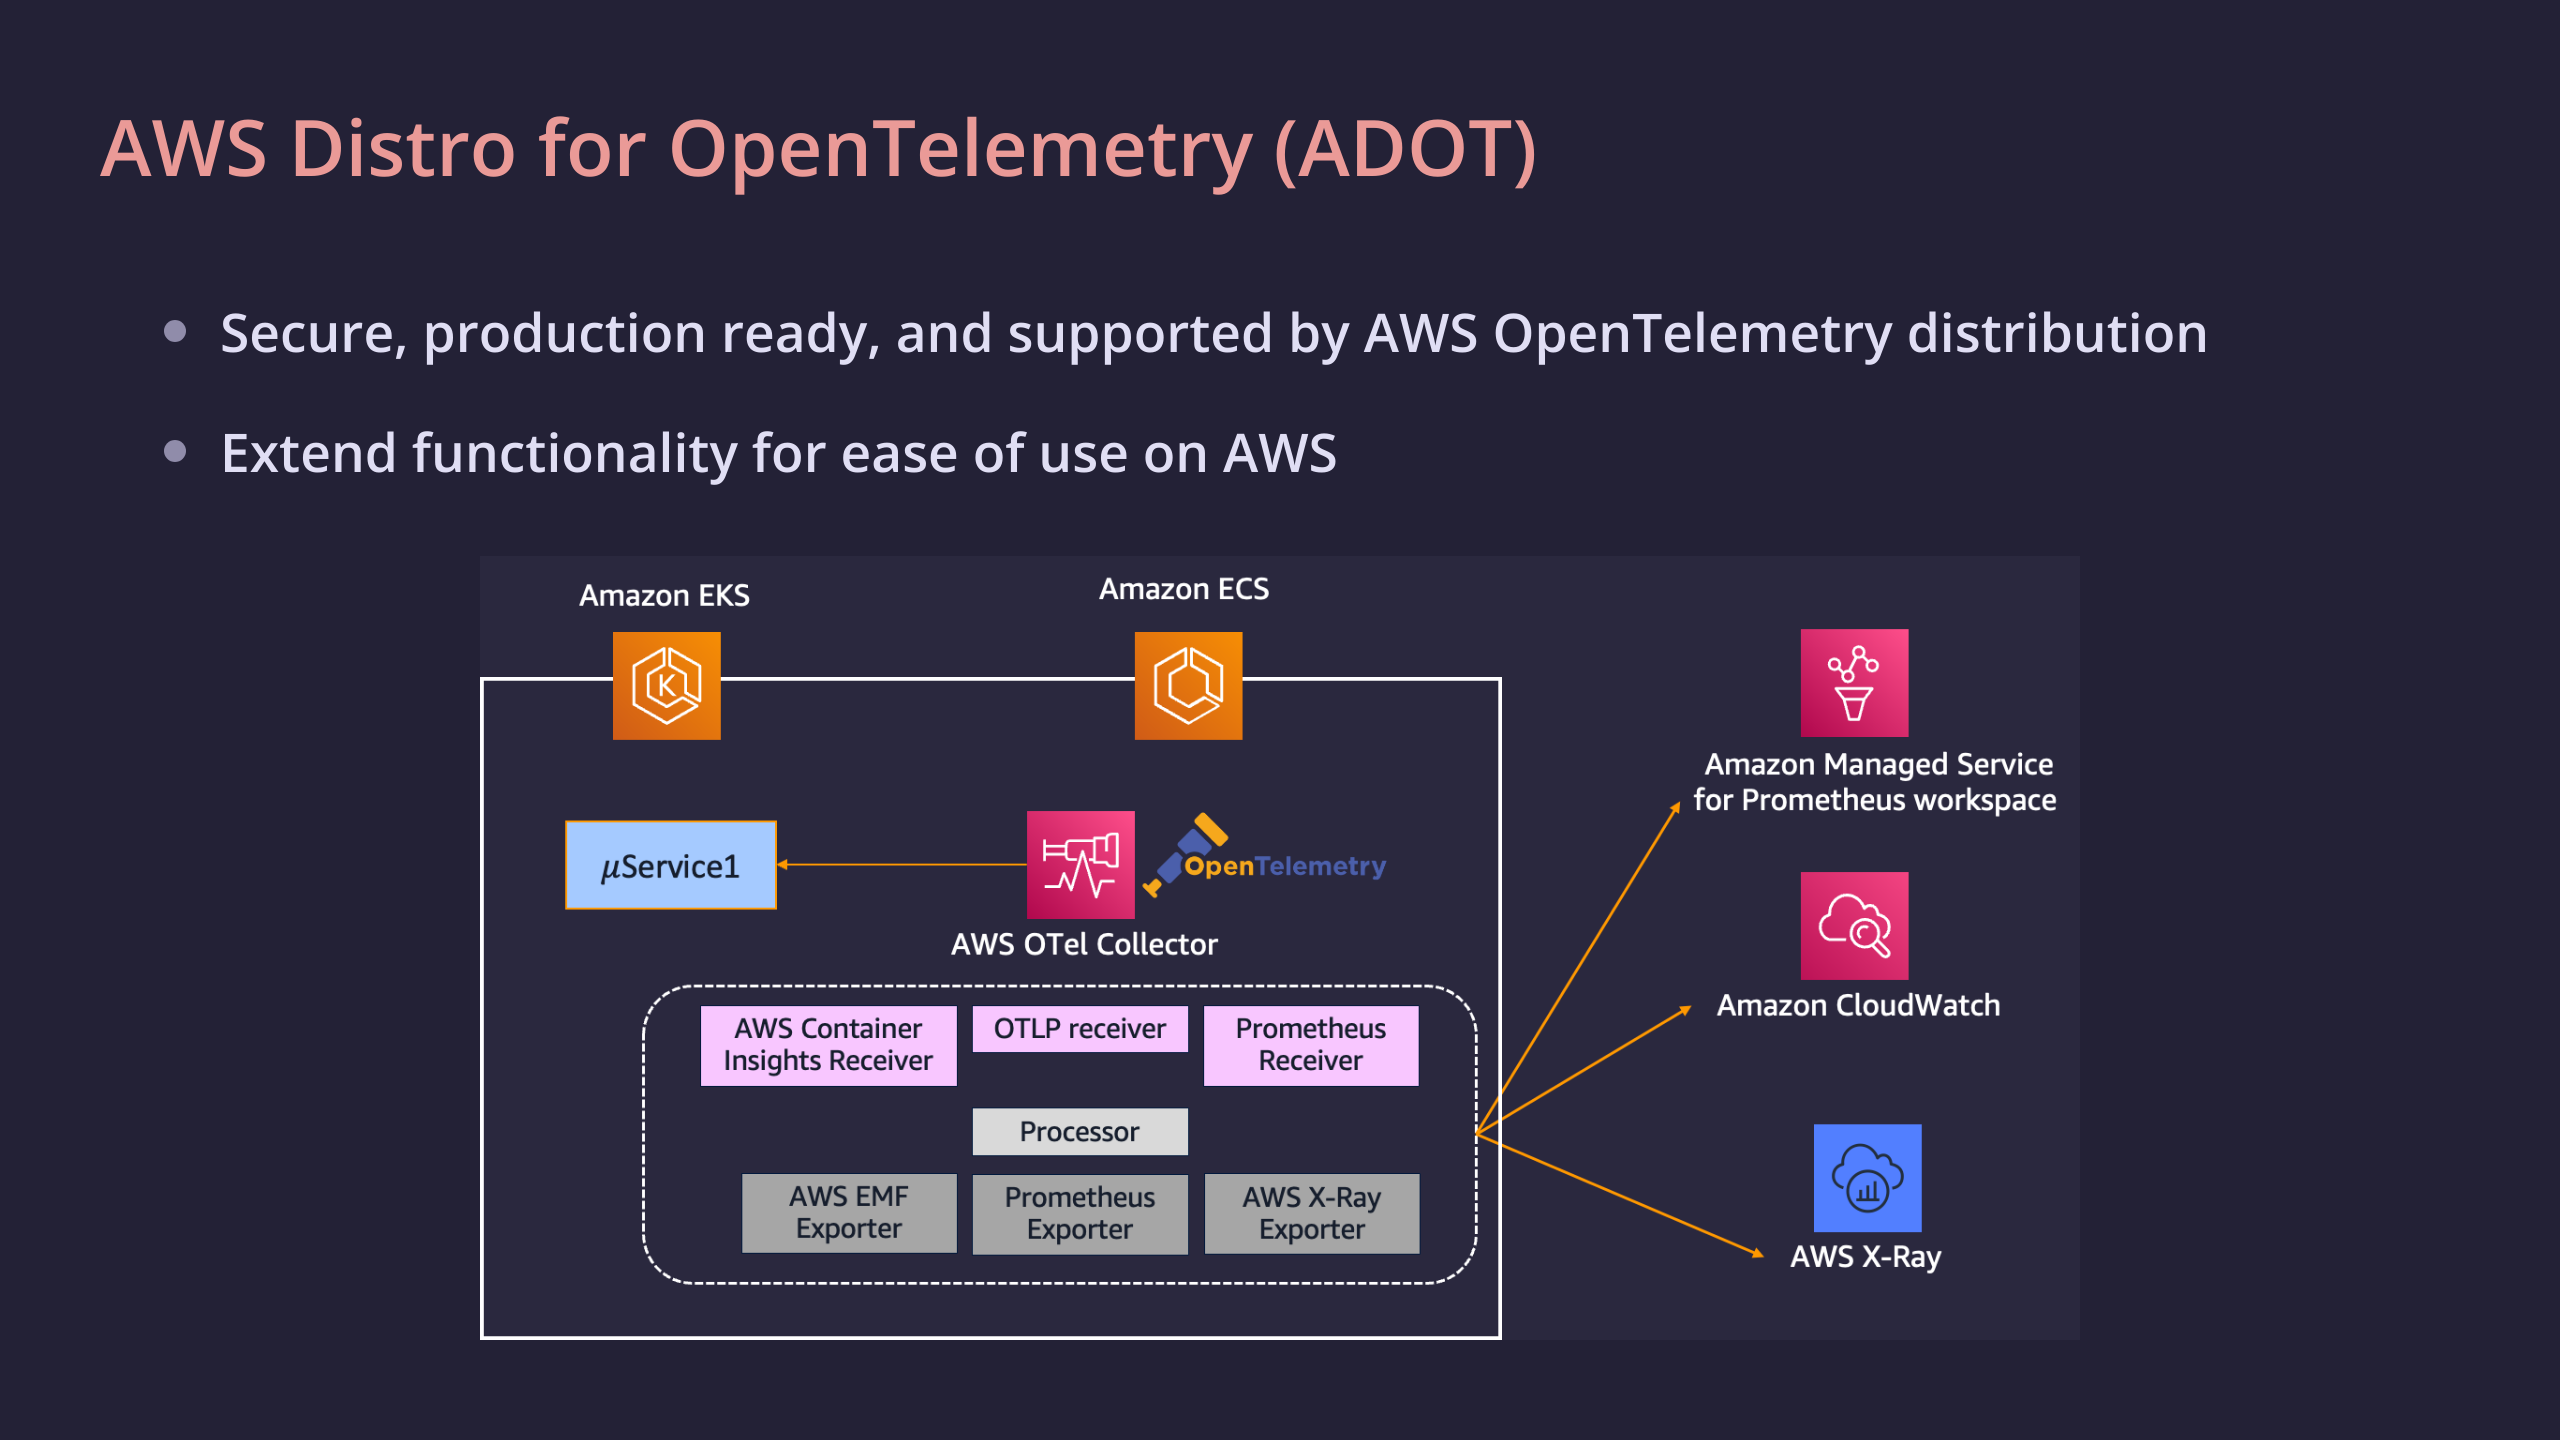 AWS Distro for OpenTelemetry (ADOT)
Secure, production ready, and supported by AWS OpenTelemetry distribution
Extend functionality for ease of use on AWS
Amazon EKS
Amazon ECS
K
Amazon Managed Service
for Prometheus workspace
μService1
OpenTelemetry
AWS OTel Collector
Amazon CloudWatch
AWS Container
Insights Receiver
OTLP receiver
Prometheus
Receiver
Processor
AWS EMF
Exporter
Prometheus
Exporter
AWS X-Ray
Exporter
AWS X-Ray